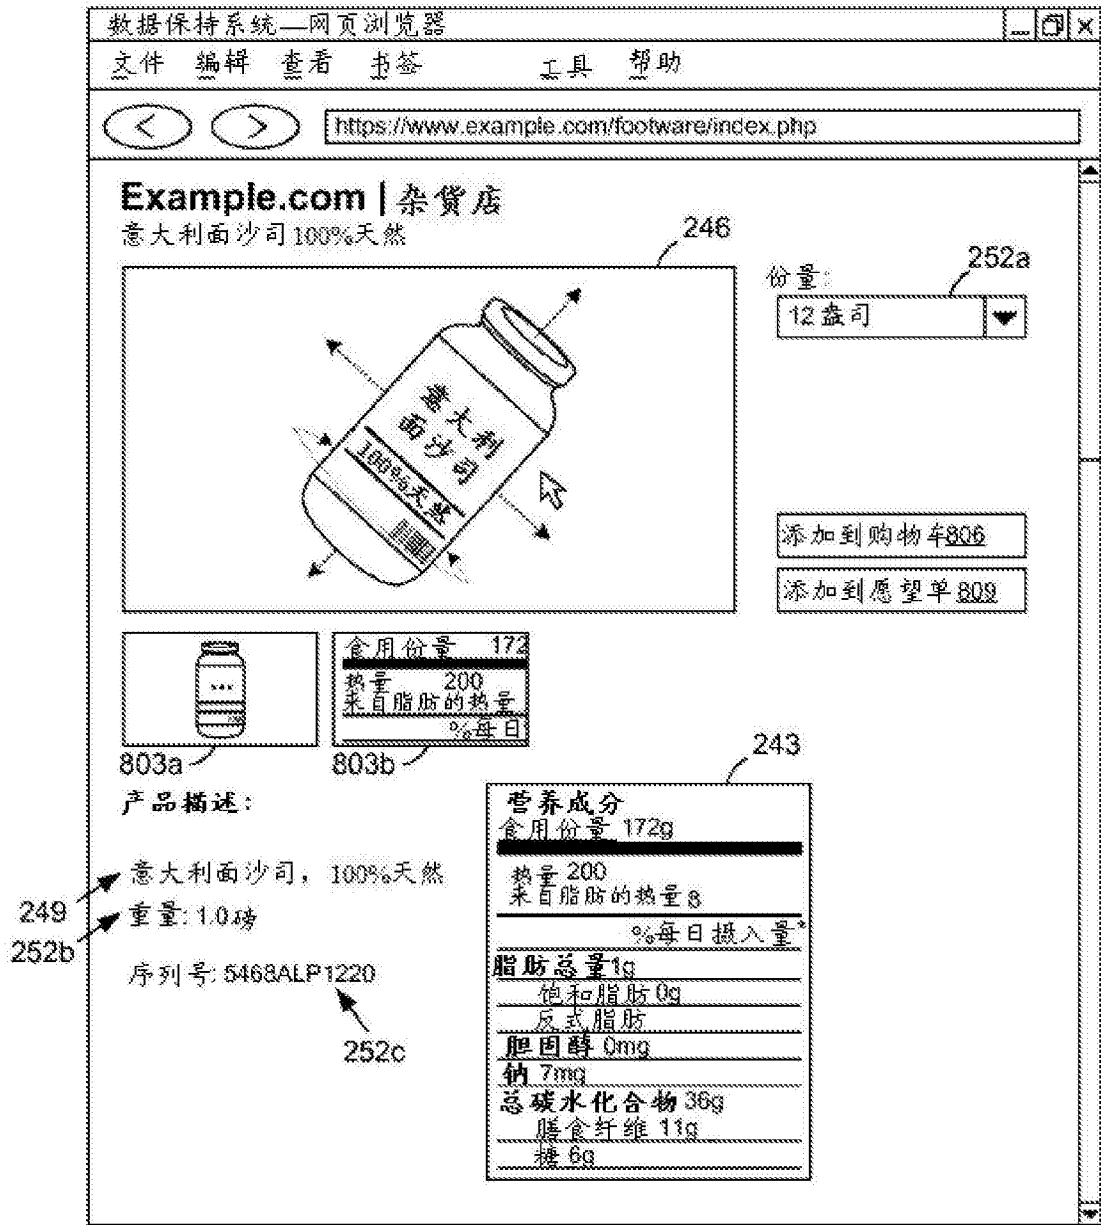 数据保持系统—网页浏览器
文件 编辑 查看 书签 工具 帮助
https://www.example.com/footware/index.php
Example.com | 杂货店
意大利面沙司100%天然
246
252a
份量:
12盎司
意大利
面沙司
100%天然
添加到购物车806
添加到愿望单 809
食用份量 172
热量 200
来自脂肪的热量
%每日
803a
803b
243
产品描述:
营养成分
食用份量 172g
热量 200
来自脂肪的热量 8
%每日摄入量*
脂肪总量1g
饱和脂肪 0g
反式脂肪
胆固醇 0mg
钠 7mg
总碳水化合物 36g
膳食纤维 11g
糖 6g
意大利面沙司，100%天然
249
重量: 1.0磅
252b
序列号: 5468ALP1220
252c